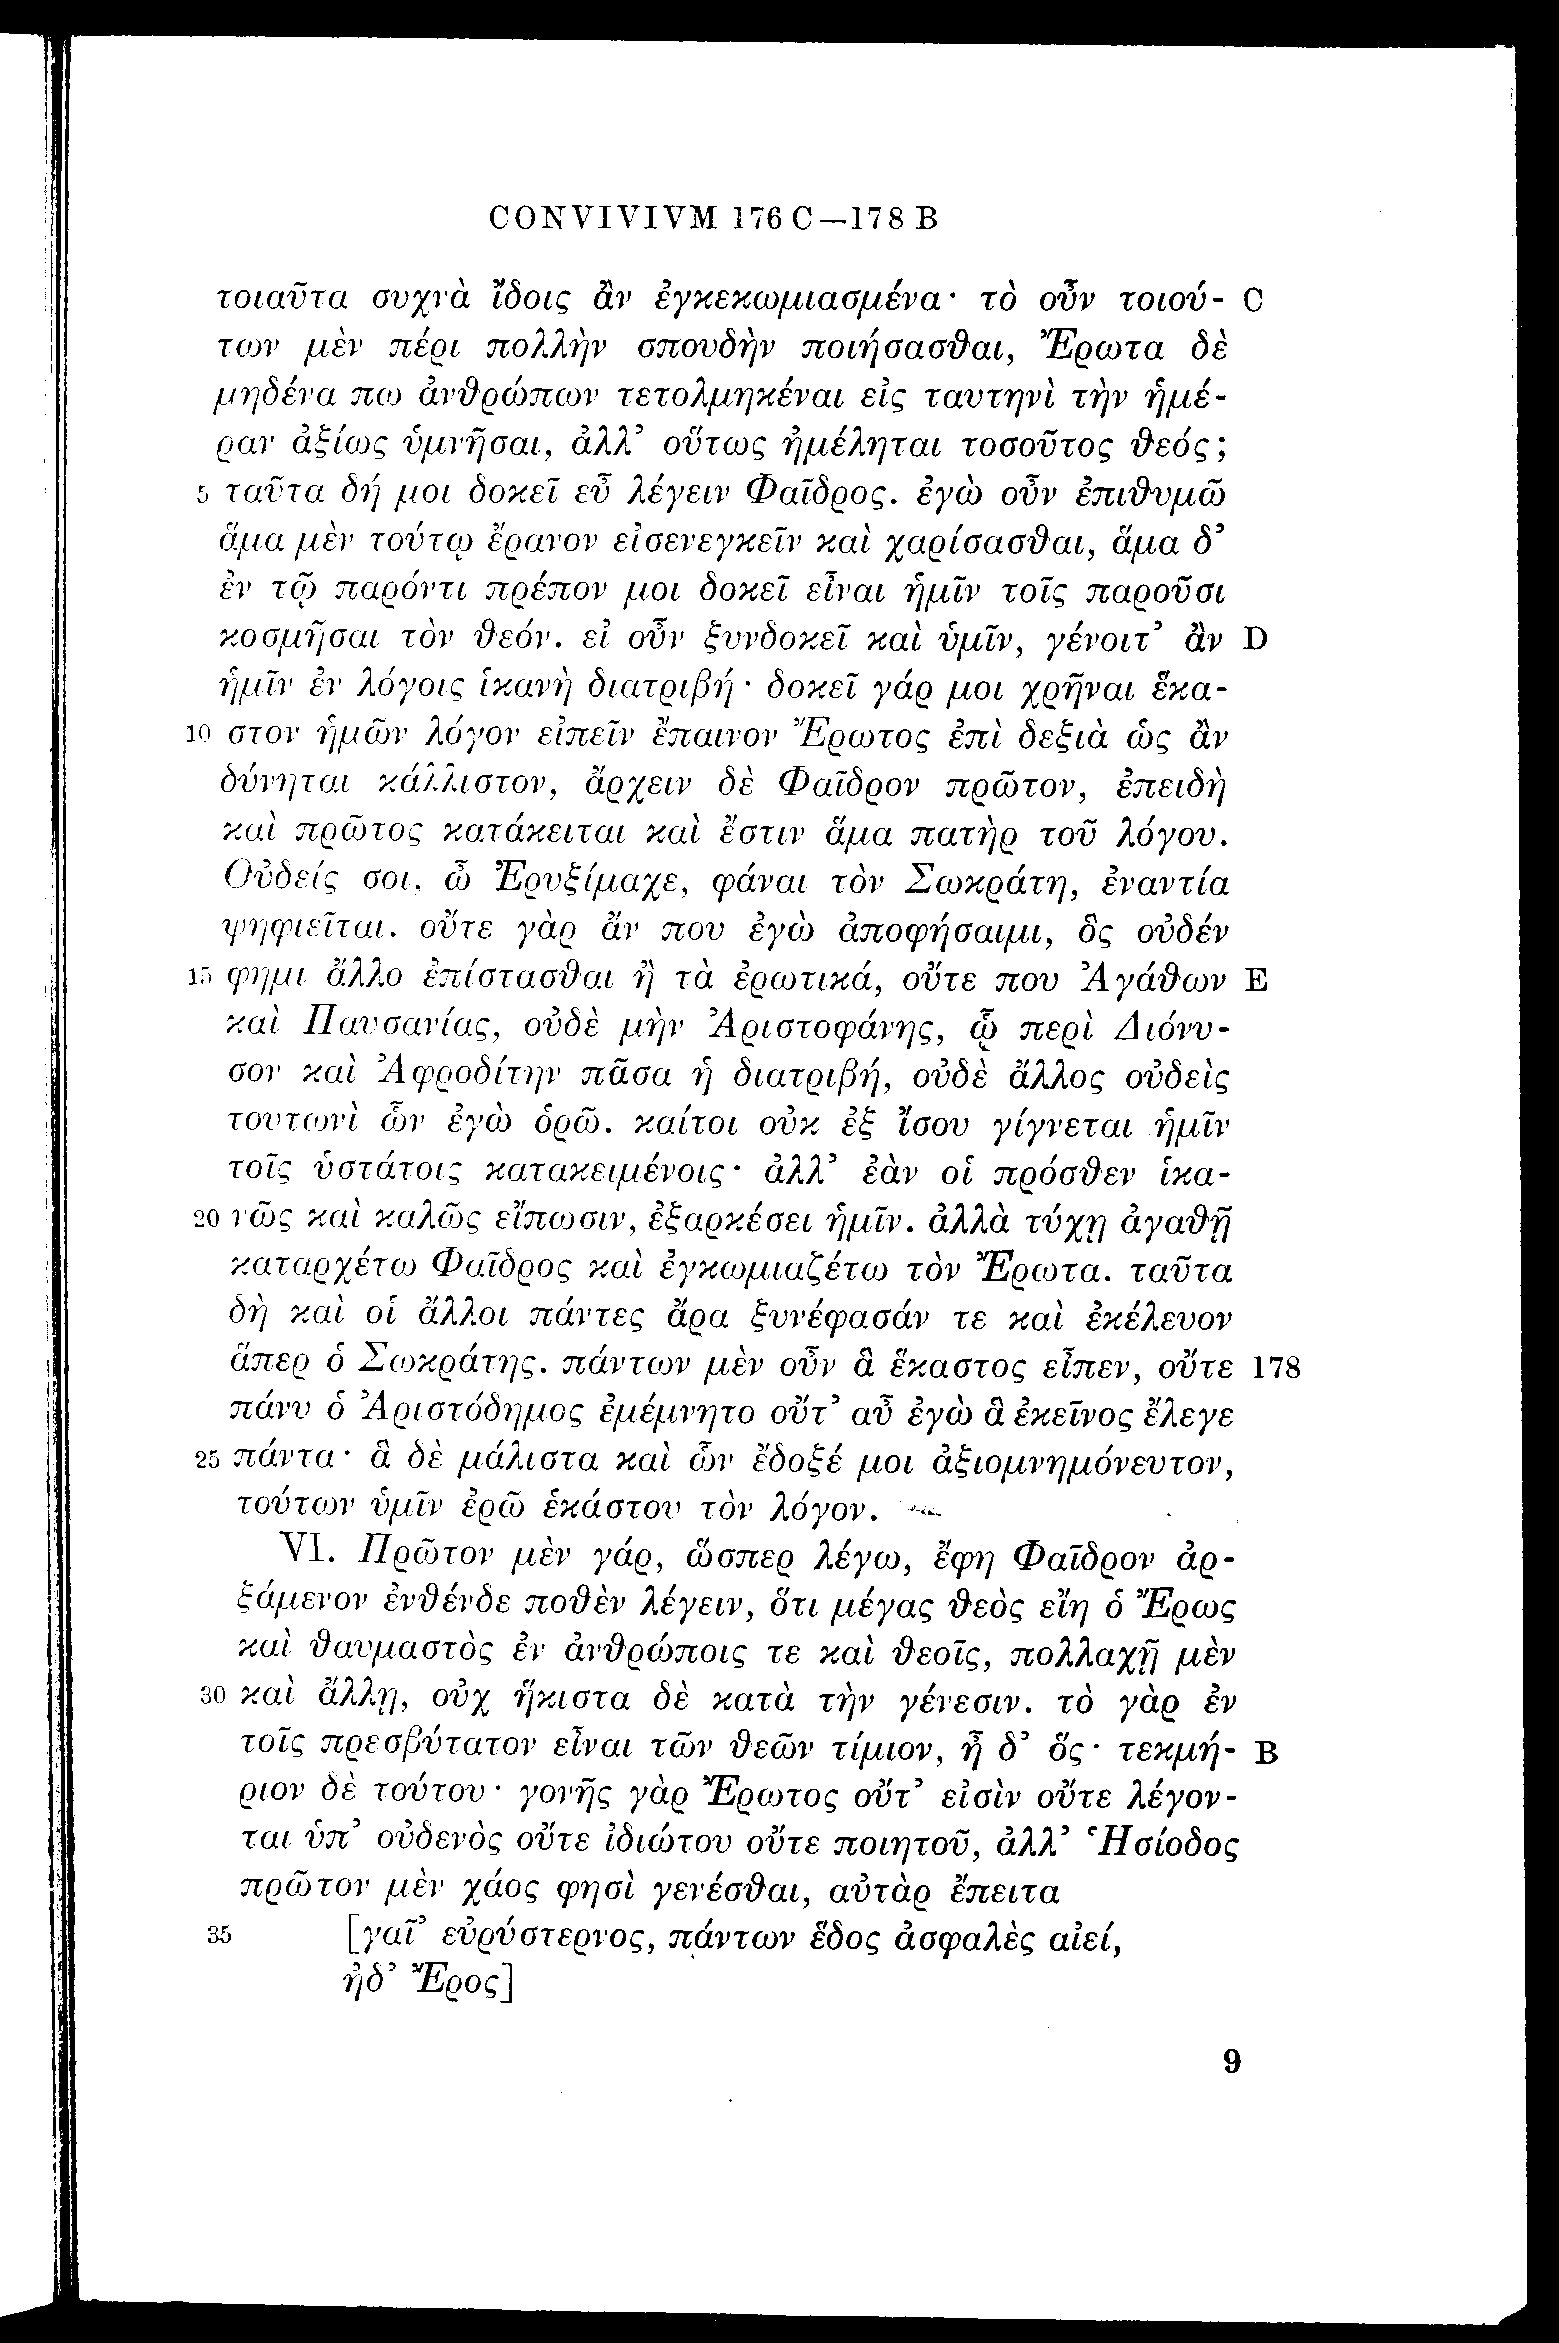 CONVIVIVM 176 C—178 B
τοιαῦτα συχνὰ ἴδοις ἂν ἐγκεκωμιασμένα· τὸ οὖν τοιού- C
των μὲν πέρι πολλὴν σπουδὴν ποιήσασθαι, Ἔρωτα δὲ
μηδένα πω ἀνθρώπων τετολμηκέναι εἰς ταυτηνὶ τὴν ἡμέ-
ραν ἀξίως ὑμνῆσαι, ἀλλ’ οὕτως ἠμέληται τοσοῦτος θεός;
5 ταῦτα δή μοι δοκεῖ εὖ λέγειν Φαῖδρος. ἐγὼ οὖν ἐπιθυμῶ
ἅμα μὲν τούτῳ ἔρανον εἰσενεγκεῖν καὶ χαρίσασθαι, ἅμα δ’
ἐν τῷ παρόντι πρέπον μοι δοκεῖ εἶναι ἡμῖν τοῖς παροῦσι
κοσμῆσαι τὸν θεόν. εἰ οὖν ξυνδοκεῖ καὶ ὑμῖν, γένοιτ’ ἂν D
ἡμῖν ἐν λόγοις ἱκανὴ διατριβή· δοκεῖ γάρ μοι χρῆναι ἕκα-
10 στον ἡμῶν λόγον εἰπεῖν ἔπαινον Ἔρωτος ἐπὶ δεξιὰ ὡς ἂν
δύνηται κάλλιστον, ἄρχειν δὲ Φαῖδρον πρῶτον, ἐπειδὴ
καὶ πρῶτος κατάκειται καὶ ἔστιν ἅμα πατὴρ τοῦ λόγου.
Οὐδείς σοι, ὦ Ἐρυξίμαχε, φάναι τὸν Σωκράτη, ἐναντία
ψηφιεῖται. οὔτε γὰρ ἄν που ἐγὼ ἀποφήσαιμι, ὃς οὐδέν
15 φημι ἄλλο ἐπίστασθαι ἢ τὰ ἐρωτικά, οὔτε που Ἀγάθων E
καὶ Παυσανίας, οὐδὲ μὴν Ἀριστοφάνης, ᾧ περὶ Διόνυ-
σον καὶ Ἀφροδίτην πᾶσα ἡ διατριβή, οὐδὲ ἄλλος οὐδεὶς
τουτωνὶ ὧν ἐγὼ ὁρῶ. καίτοι οὐκ ἐξ ἴσου γίγνεται ἡμῖν
τοῖς ὑστάτοις κατακειμένοις· ἀλλ’ ἐὰν οἱ πρόσθεν ἱκα-
20 νῶς καὶ καλῶς εἴπωσιν, ἐξαρκέσει ἡμῖν. ἀλλὰ τύχῃ ἀγαθῇ
καταρχέτω Φαῖδρος καὶ ἐγκωμιαζέτω τὸν Ἔρωτα. ταῦτα
δὴ καὶ οἱ ἄλλοι πάντες ἄρα ξυνέφασάν τε καὶ ἐκέλευον
ἅπερ ὁ Σωκράτης. πάντων μὲν οὖν ἃ ἕκαστος εἶπεν, οὔτε 178
πάνυ ὁ Ἀριστόδημος ἐμέμνητο οὔτ’ αὖ ἐγὼ ἃ ἐκεῖνος ἔλεγε
25 πάντα· ἃ δὲ μάλιστα καὶ ὧν ἔδοξέ μοι ἀξιομνημόνευτον,
τούτων ὑμῖν ἐρῶ ἑκάστου τὸν λόγον.
VI. Πρῶτον μὲν γάρ, ὥσπερ λέγω, ἔφη Φαῖδρον ἀρ-
ξάμενον ἐνθένδε ποθὲν λέγειν, ὅτι μέγας θεὸς εἴη ὁ Ἔρως
καὶ θαυμαστὸς ἐν ἀνθρώποις τε καὶ θεοῖς, πολλαχῇ μὲν
30 καὶ ἄλλῃ, οὐχ ἥκιστα δὲ κατὰ τὴν γένεσιν. τὸ γὰρ ἐν
τοῖς πρεσβύτατον εἶναι τῶν θεῶν τίμιον, ἦ δ’ ὅς· τεκμή- B
ριον δὲ τούτου· γονῆς γὰρ Ἔρωτος οὔτ’ εἰσὶν οὔτε λέγον-
ται ὑπ’ οὐδενὸς οὔτε ἰδιώτου οὔτε ποιητοῦ, ἀλλ’ Ἡσίοδος
πρῶτον μὲν χάος φησὶ γενέσθαι, αὐτὰρ ἔπειτα
35 [γαῖ’ εὐρύστερνος, πάντων ἕδος ἀσφαλὲς αἰεί,
ἠδ’ Ἔρος]
9